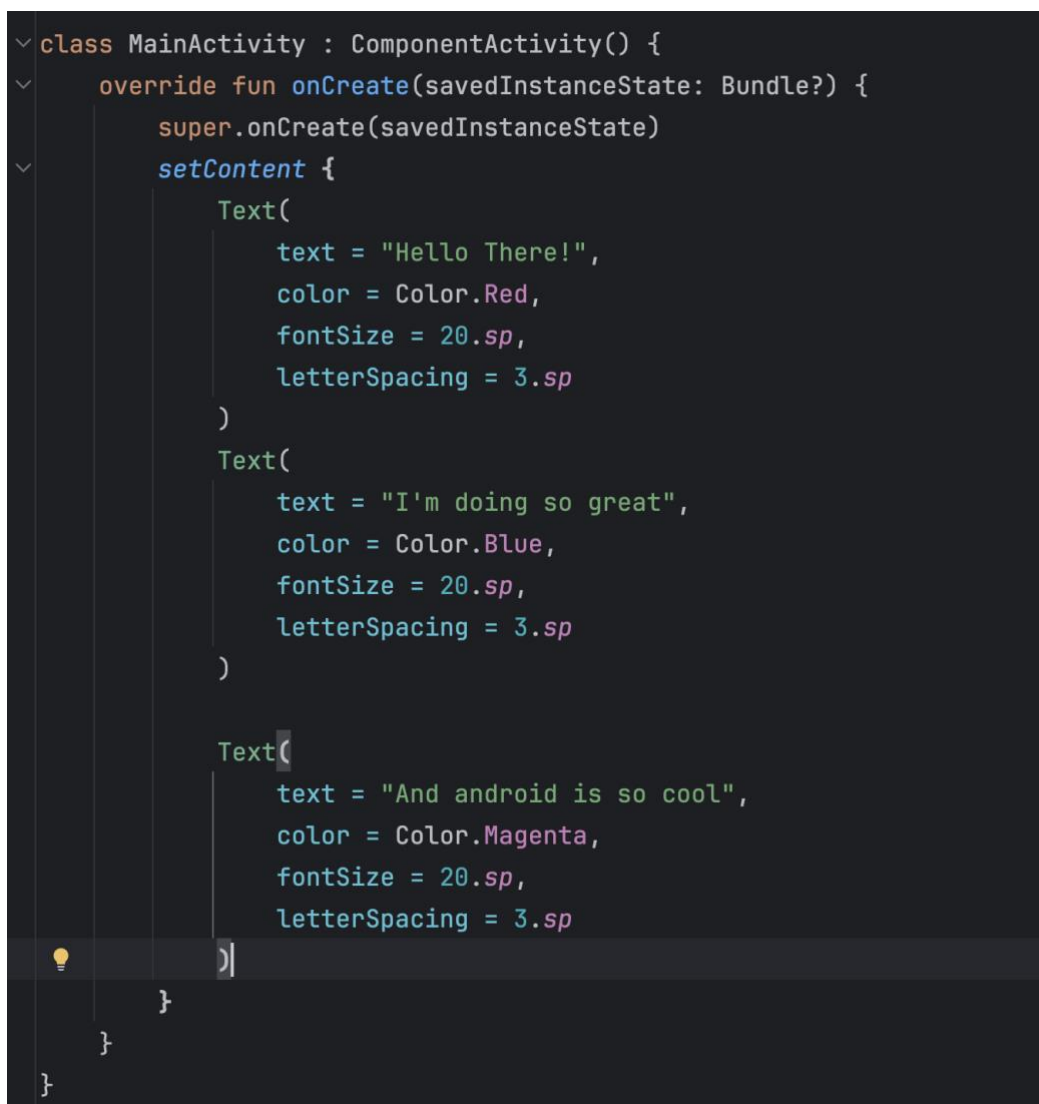 class MainActivity : ComponentActivity() {
    override fun onCreate(savedInstanceState: Bundle?) {
        super.onCreate(savedInstanceState)
        setContent {
            Text(
                text = "Hello There!",
                color = Color.Red,
                fontSize = 20.sp,
                letterSpacing = 3.sp
            )
            Text(
                text = "I'm doing so great",
                color = Color.Blue,
                fontSize = 20.sp,
                letterSpacing = 3.sp
            )

            Text(
                text = "And android is so cool",
                color = Color.Magenta,
                fontSize = 20.sp,
                letterSpacing = 3.sp
            )
        }
    }
}